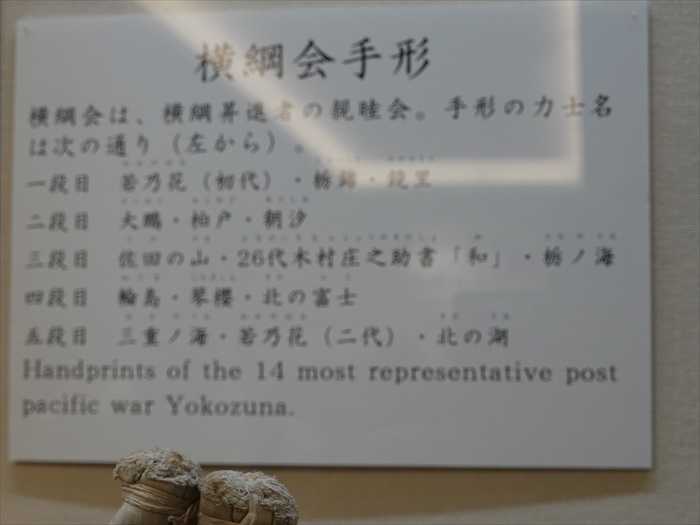 横綱会手形
横綱会は、横綱昇進者の親睦会。手形の力士名
は次の通り（左から）。
一段目 若乃花（初代）・栃錦・鏡里
二段目 大鵬・柏戸・朝汐
三段目 佐田の山・26代木村庄之助書「和」・栃ノ海
四段目 輪島・琴櫻・北の富士
五段目 三重ノ海・若乃花（二代）・北の湖
Handprints of the 14 most representative post
pacific war Yokozuna.